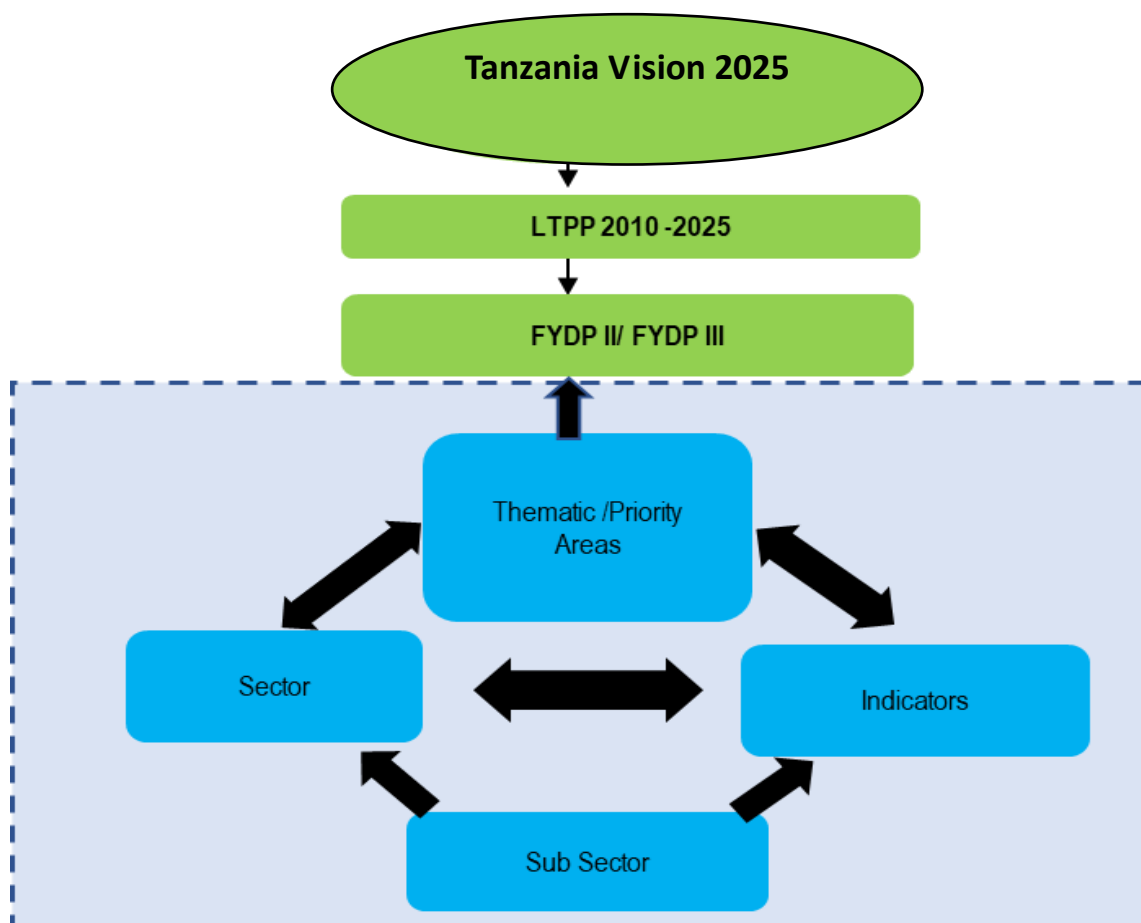 Tanzania Vision 2025
LTPP 2010 -2025
FYDP II/ FYDP III
Thematic /Priority
Areas
Sector
Indicators
Sub Sector